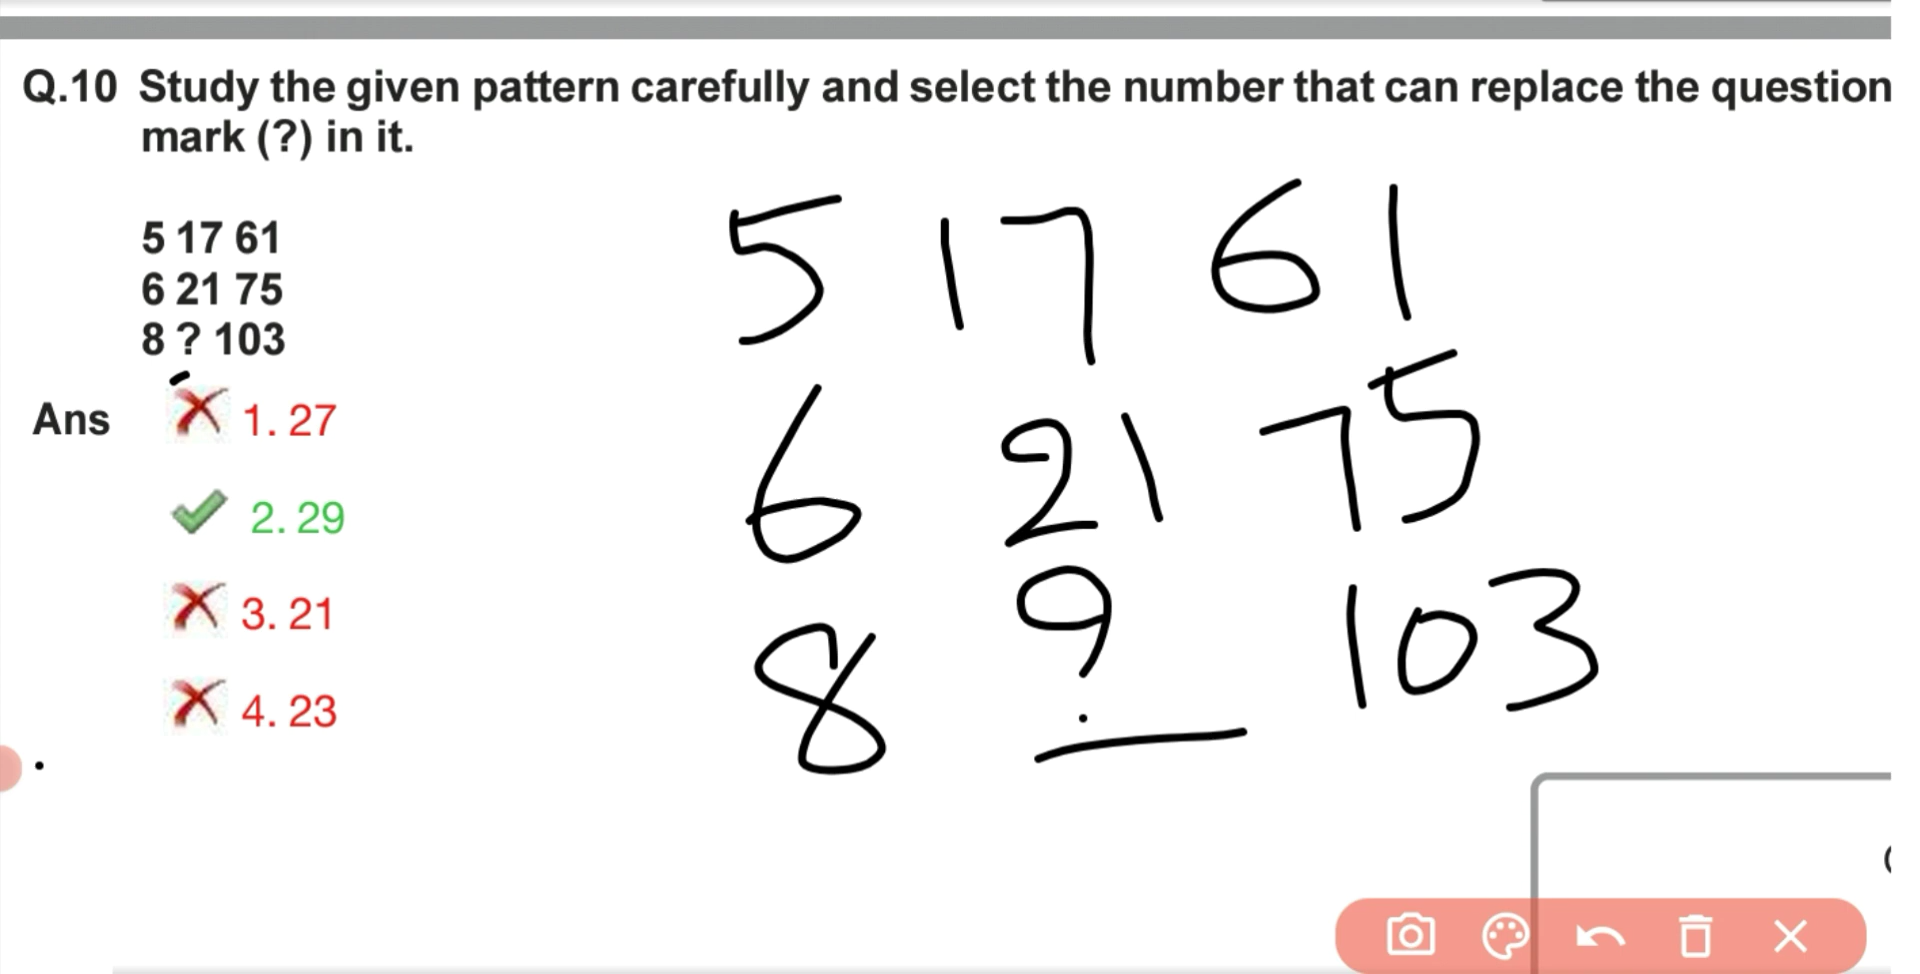 Q.10 Study the given pattern carefully and select the number that can replace the question
mark (?) in it.
5 17 61
6 21 75
8 ? 103
Ans 1. 27
2. 29
3. 21
4. 23
5 17 61
6 21 75
8 ? 103